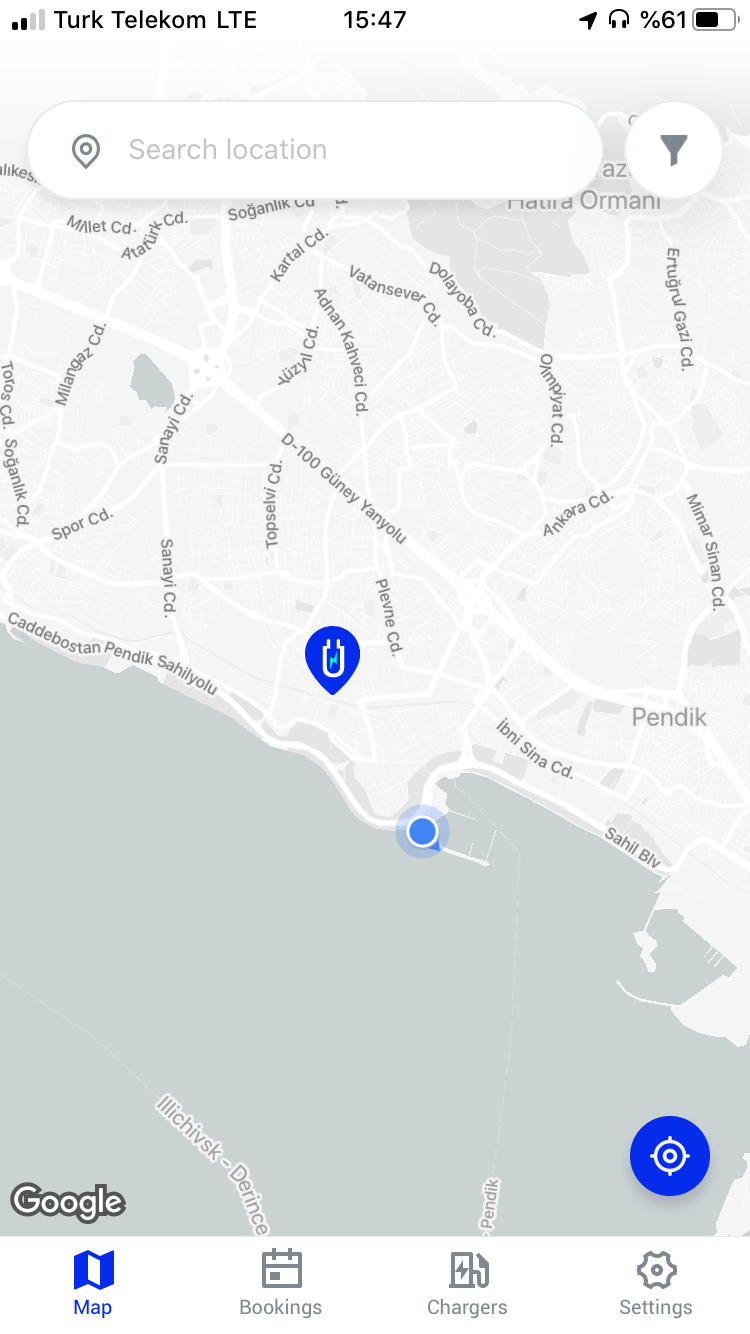 Turk Telekom LTE 15:47 %61
Search location
Hatıra Ormanı
Millet Cd.
Atatürk Cd.
Soğanlık Cd
Kartal Cd.
Vatansever Cd.
Dolayoba Cd.
Ertuğrul Gazi Cd.
Adnan Kahveci Cd.
Yüzyıl Cd.
Milangaz Cd.
Toros Cd.
Olimpiyat Cd.
Sanayi Cd.
D-100 Güney Yanyolu
Soğanlık Cd.
Topselvi Cd.
Ankara Cd.
Mimar Sinan Cd.
Spor Cd.
Sanayi Cd.
Plevne Cd.
Caddebostan Pendik Sahilyolu
Pendik
İbni Sina Cd.
Sahil Blv
Illichivsk - Derince
- Pendik
Google
Map Bookings Chargers Settings